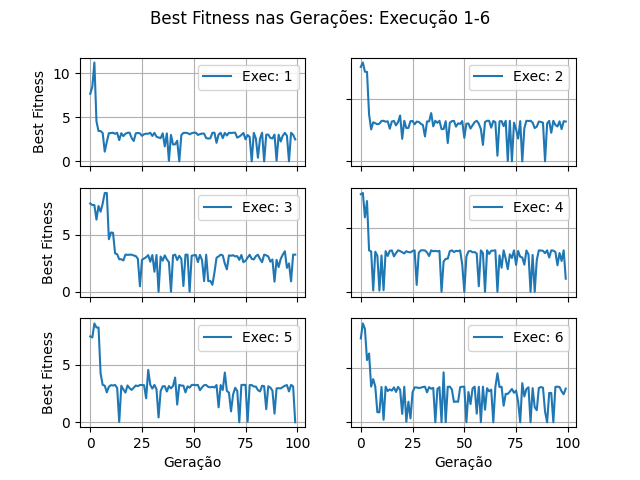 Best Fitness nas Gerações: Execução 1-6
Best Fitness
10
5
0
Exec: 1
Exec: 2
Best Fitness
5
0
Exec: 3
Exec: 4
Best Fitness
5
0
Exec: 5
Exec: 6
0 25 50 75 100
0 25 50 75 100
Geração
Geração